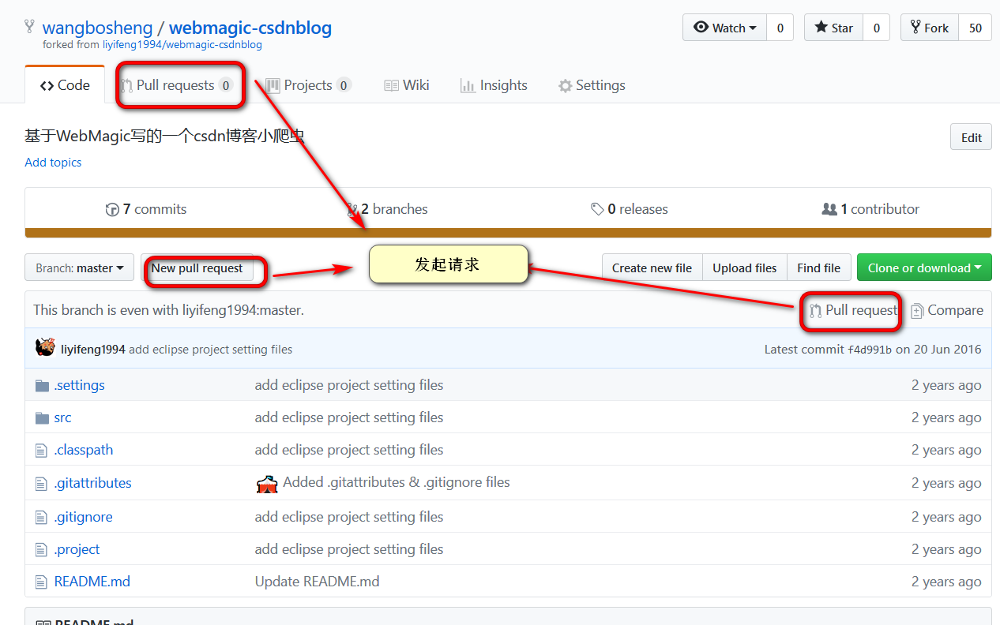 wangbosheng / webmagic-csdnblog
Watch 0 Star 0 Fork 50
forked from liyifeng1994/webmagic-csdnblog
Code Pull requests 0 Projects 0 Wiki Insights Settings
基于WebMagic写的一个csdn博客小爬虫
Edit
Add topics
7 commits 2 branches 0 releases 1 contributor
Branch: master New pull request 发起请求 Create new file Upload files Find file Clone or download
This branch is even with liyifeng1994:master. Pull request Compare
liyifeng1994 add eclipse project setting files Latest commit f4d991b on 20 Jun 2016
.settings add eclipse project setting files 2 years ago
src add eclipse project setting files 2 years ago
.classpath add eclipse project setting files 2 years ago
.gitattributes Added .gitattributes & .gitignore files 2 years ago
.gitignore add eclipse project setting files 2 years ago
.project add eclipse project setting files 2 years ago
README.md Update README.md 2 years ago
README.md